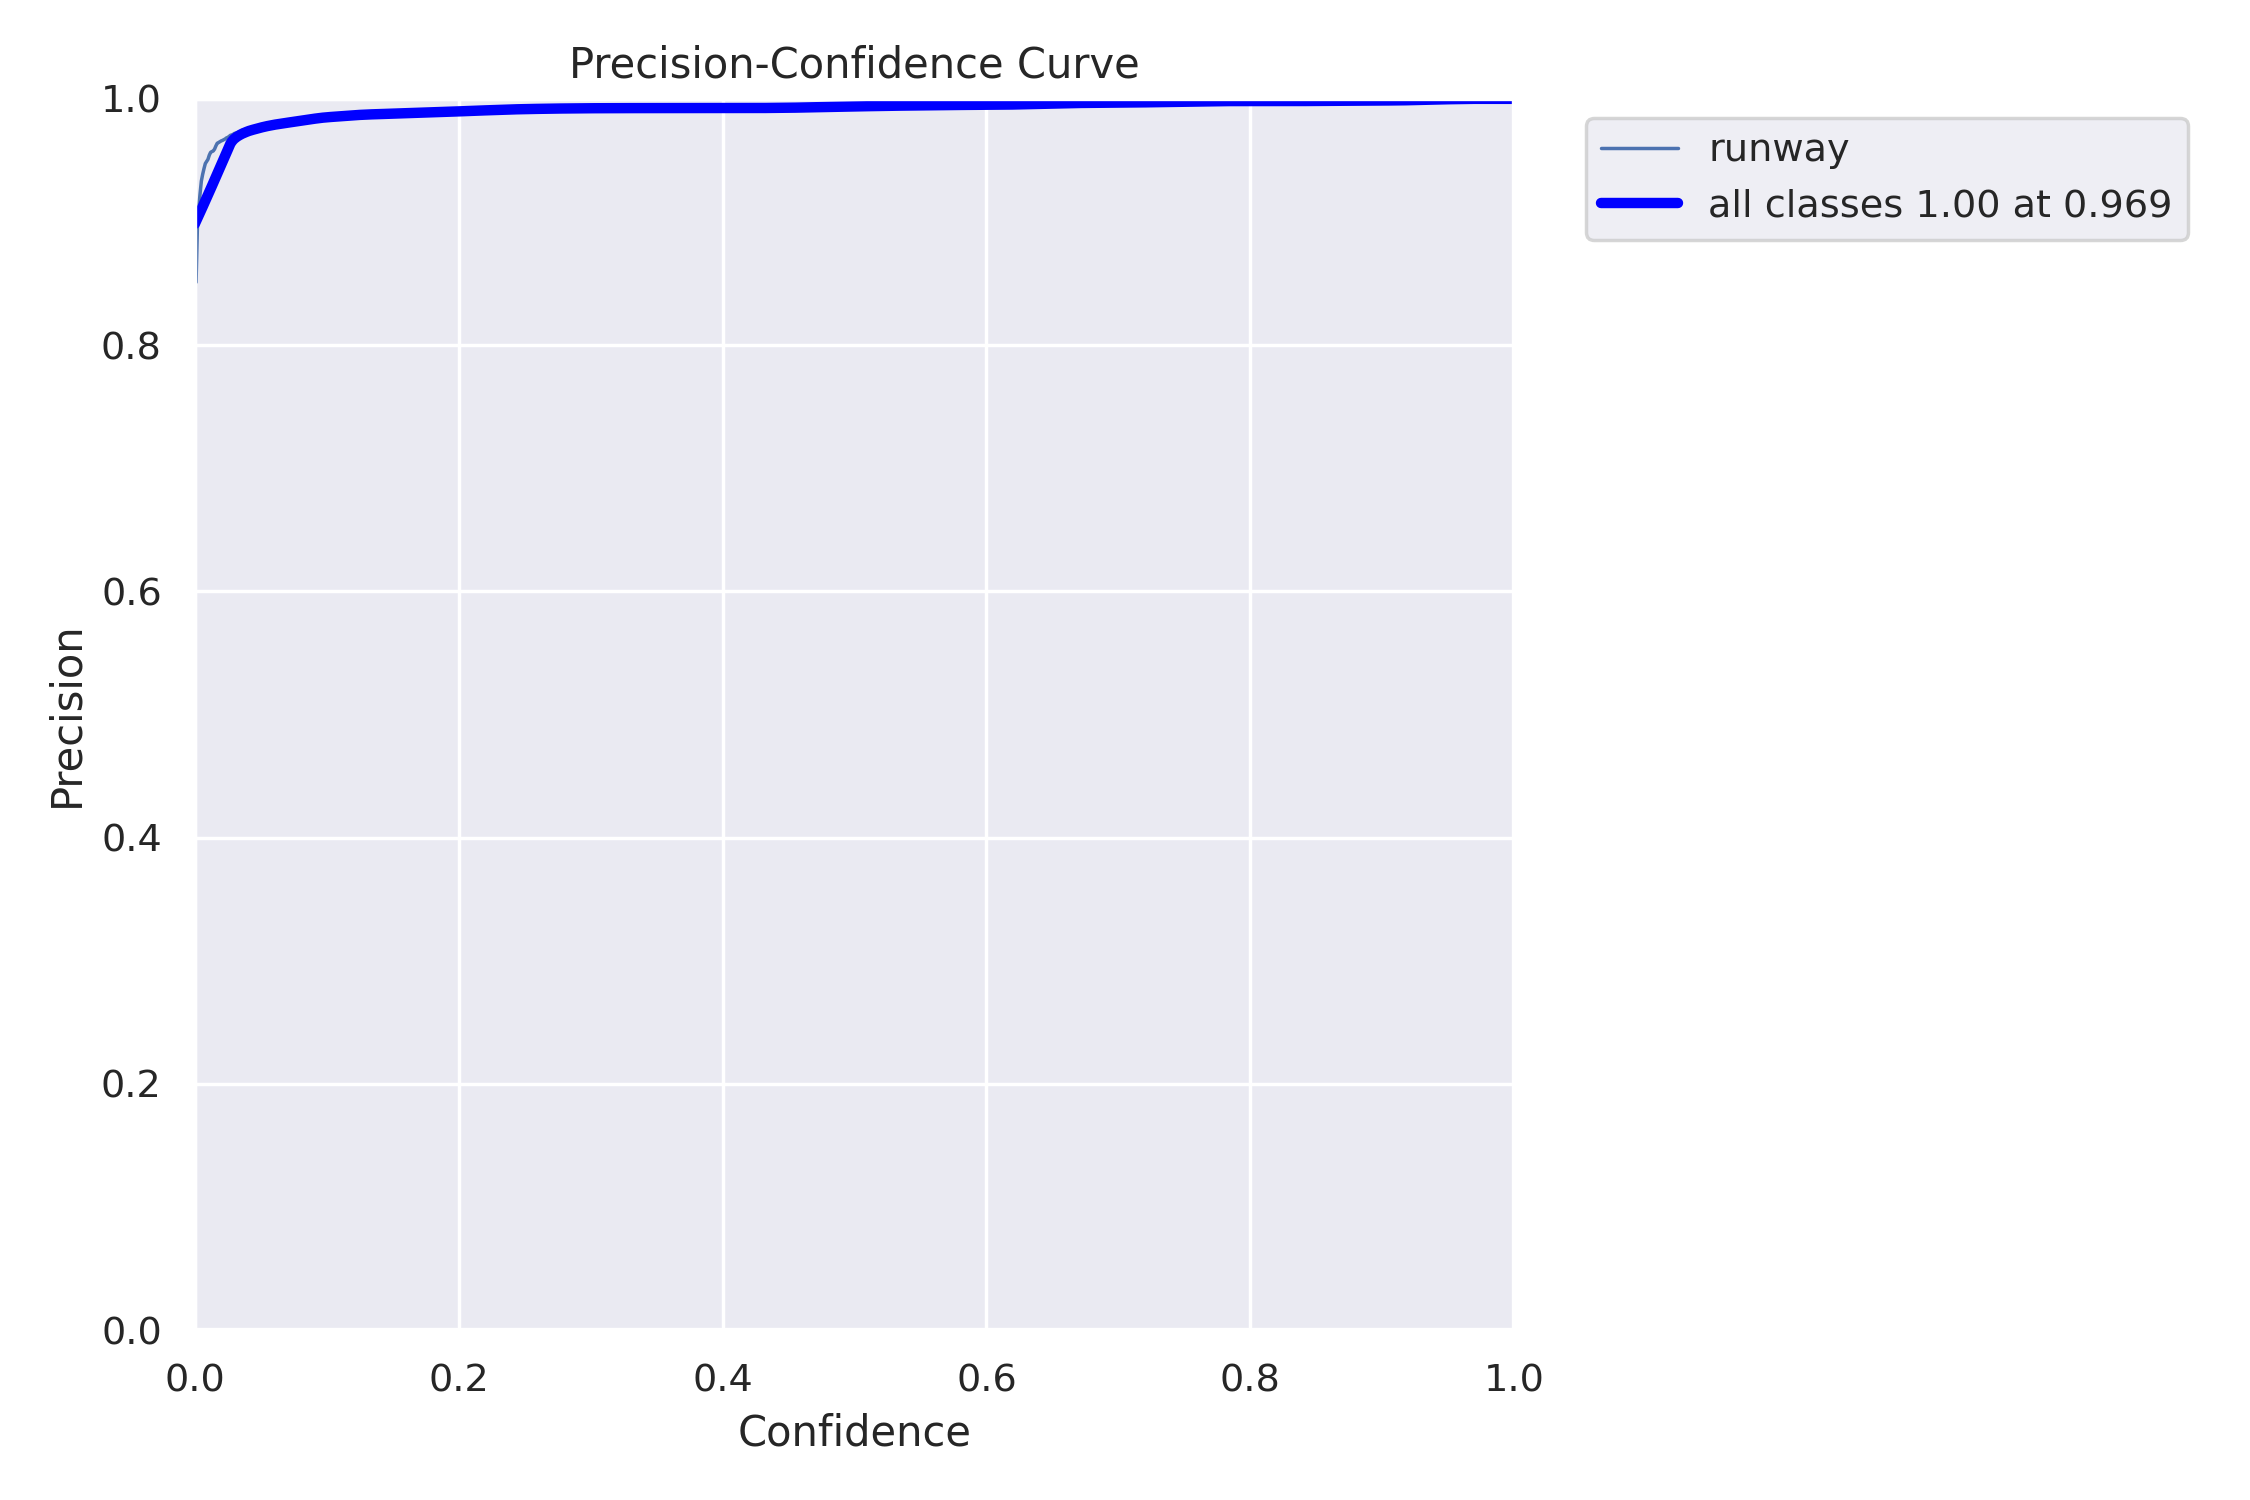 Precision-Confidence Curve
1.0
0.8
0.6
0.4
0.2
0.0
Precision
0.0 0.2 0.4 0.6 0.8 1.0
Confidence
runway
all classes 1.00 at 0.969